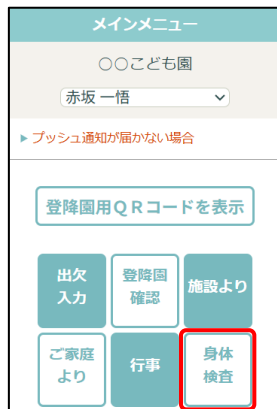 メインメニュー
○○こども園
赤坂 一悟
プッシュ通知が届かない場合
登降園用QRコードを表示
出欠
入力
登降園
確認
施設より
ご家庭
より
行事
身体
検査